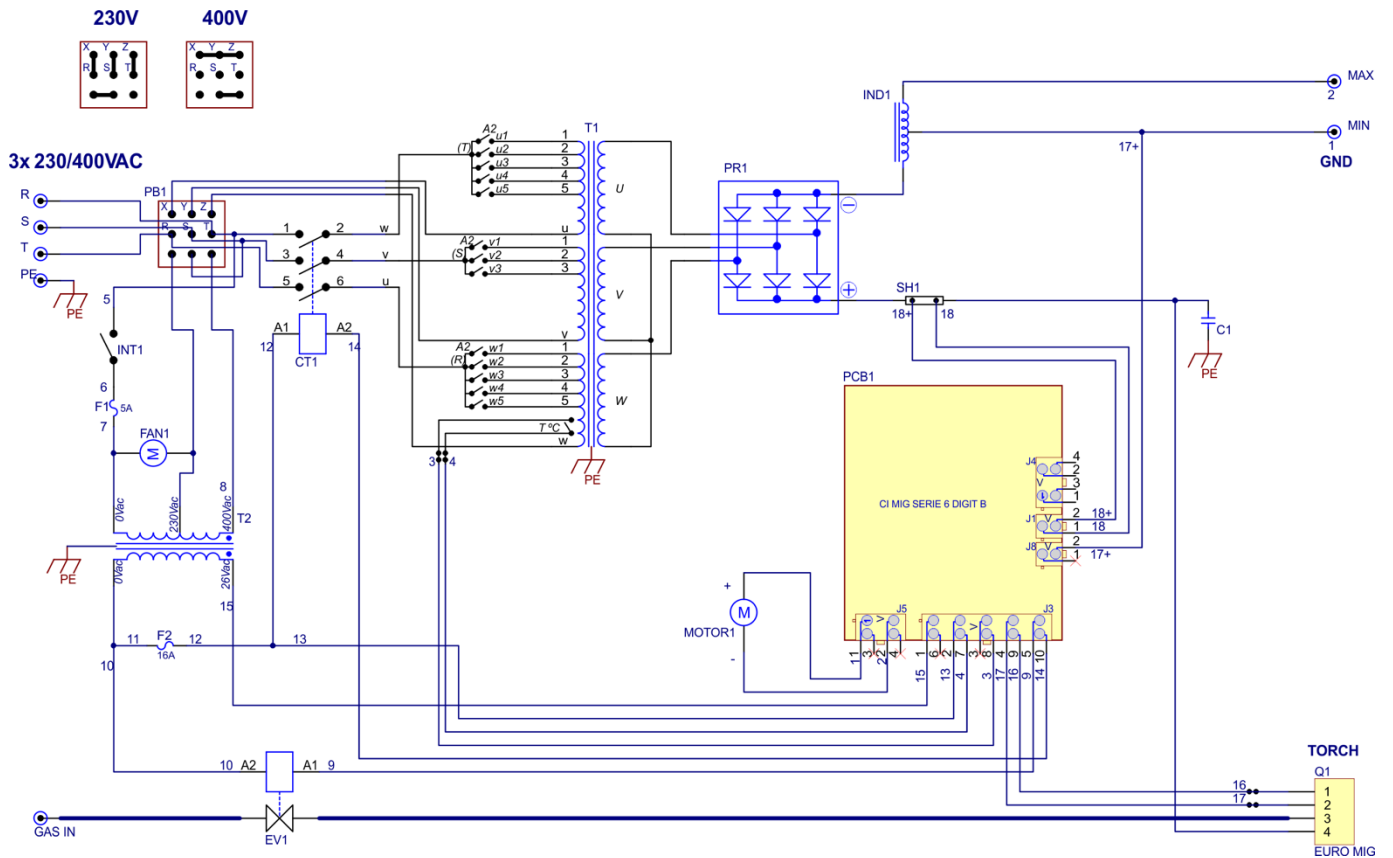 230V 400V
X Y Z
R S T
X Y Z
R S T
3x 230/400VAC
R
S
T
PE
PE
PB1
X Y Z
R S T
1 2 w
3 4 v
5 6 u
A1 A2
12 14
CT1
5
INT1
6
F1 5A
7
FAN1
M
8
0Vac 230Vac 400Vac
T2
PE
0Vac 26Vac
15
11 F2 12 13
16A
10
10 A2 A1 9
GAS IN
EV1
A2
(T)
u1 1
u2 2
u3 3
u4 4
u5 5
u
T1
U
A2
(S
v1 1
v2 2
v3 3
v
V
A2
(R)
w1 1
w2 2
w3 3
w4 4
w5 5
W
T ºC
w
3 4
PE
PR1
IND1
MAX
2
MIN
1
17+
GND
SH1
18+ 18
C1
PE
PCB1
CI MIG SERIE 6 DIGIT B
J4
V
4
2
3
1
J1 V
2 18+
1 18
J8 V
2
1 17+
J5
V
J3
V
11 3 22 4
1 6 2 7 3 8 4 9 5 10
15 13 4 3 17 16 9 14
+
M
MOTOR1
-
TORCH
Q1
16 1
17 2
3
4
EURO MIG